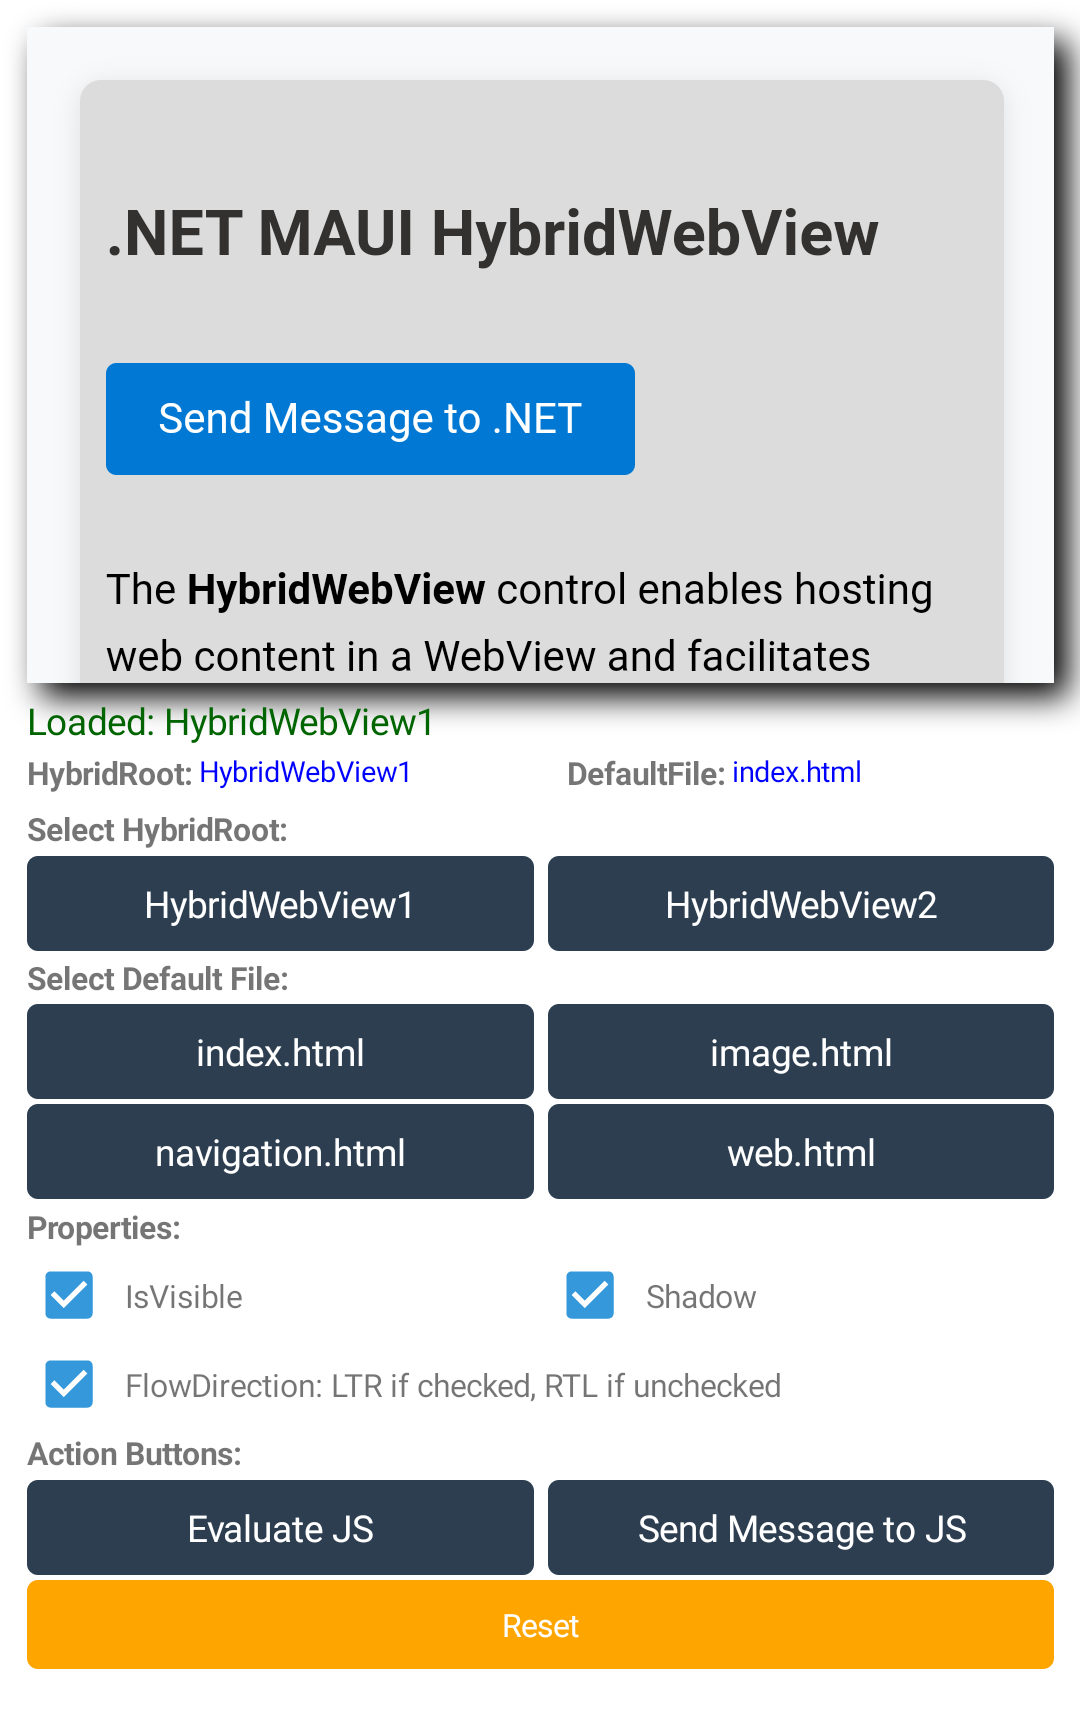 .NET MAUI HybridWebView
Send Message to .NET
The HybridWebView control enables hosting
web content in a WebView and facilitates
Loaded: HybridWebView1
HybridRoot: HybridWebView1 DefaultFile: index.html
Select HybridRoot:
HybridWebView1 HybridWebView2
Select Default File:
index.html image.html
navigation.html web.html
Properties:
IsVisible Shadow
FlowDirection: LTR if checked, RTL if unchecked
Action Buttons:
Evaluate JS Send Message to JS
Reset